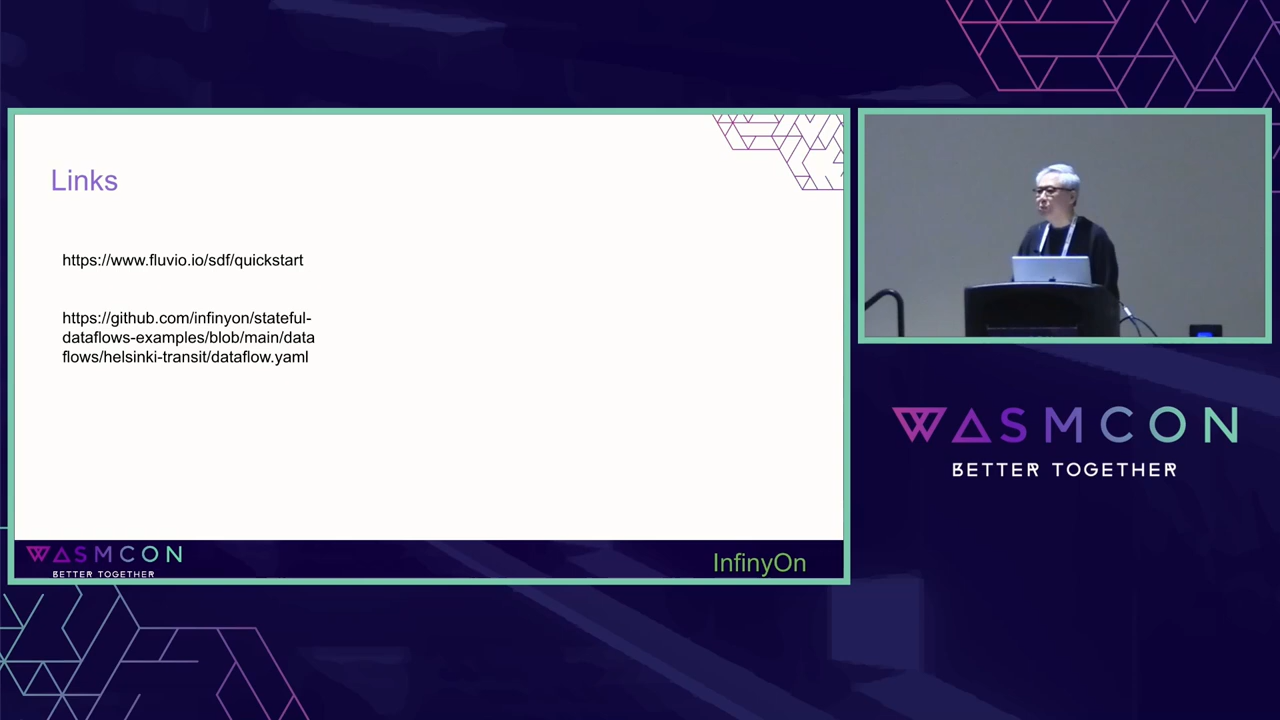 Links
https://www.fluvio.io/sdf/quickstart
https://github.com/infinyon/stateful-
dataflows-examples/blob/main/data
flows/helsinki-transit/dataflow.yaml
WASMCON
BETTER TOGETHER
InfinyOn
WASMCON
BETTER TOGETHER